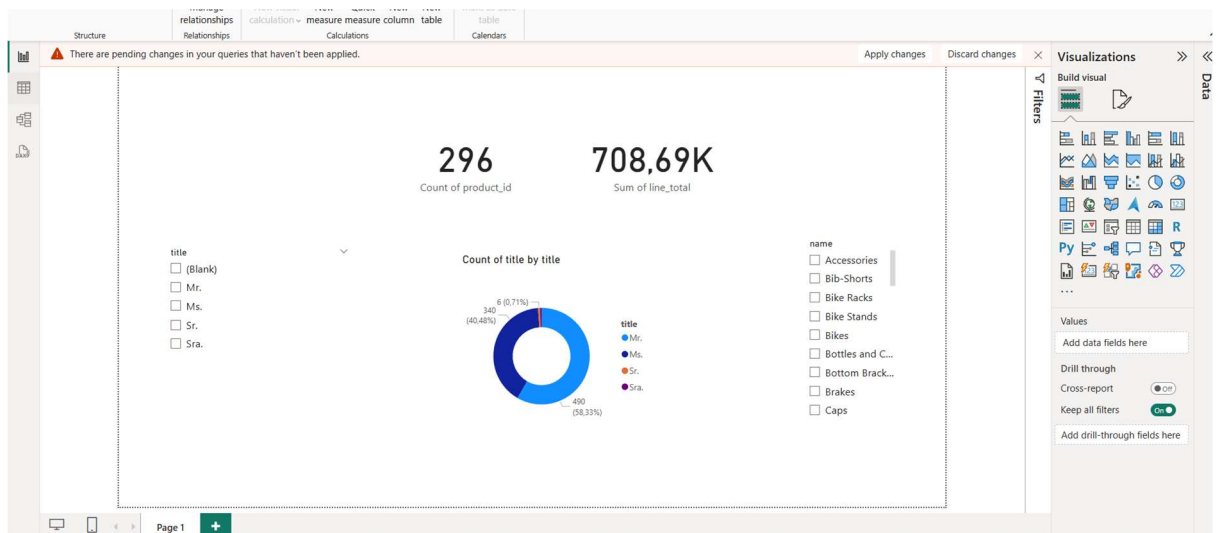 Manage
relationships
calculation
New Quick New New
measure measure column table
table
Structure
Relationships
Calculations
Calendars
There are pending changes in your queries that haven't been applied.
Apply changes
Discard changes
296
Count of product_id
708,69K
Sum of line_total
title
(Blank)
Mr.
Ms.
Sr.
Sra.
Count of title by title
6 (0,71%)
340
(40,48%)
490
(58,33%)
title
Mr.
Ms.
Sr.
Sra.
name
Accessories
Bib-Shorts
Bike Racks
Bike Stands
Bikes
Bottles and C...
Bottom Brack...
Brakes
Caps
Filters
Visualizations
Build visual
123
R
Py
...
Values
Add data fields here
Drill through
Cross-report
Off
Keep all filters
On
Add drill-through fields here
Data
Page 1